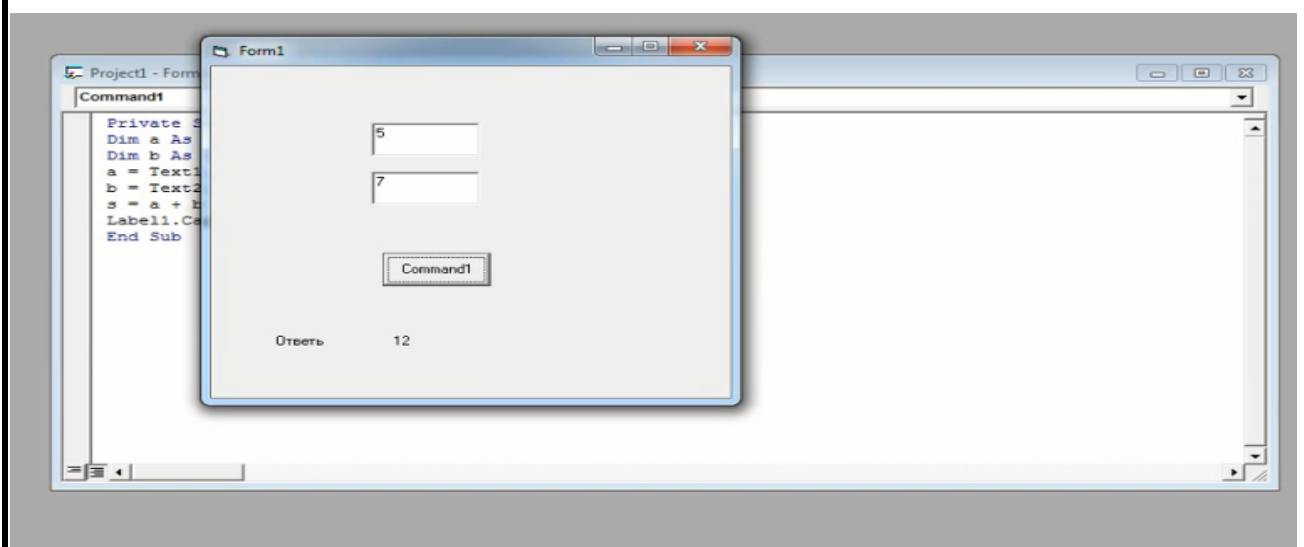 Form1
Project1 - Form
Command1
Private
Dim a As
Dim b As
a = Text1
b = Text2
s = a + b
Label1.Ca
End Sub
5
7
Command1
Ответь 12